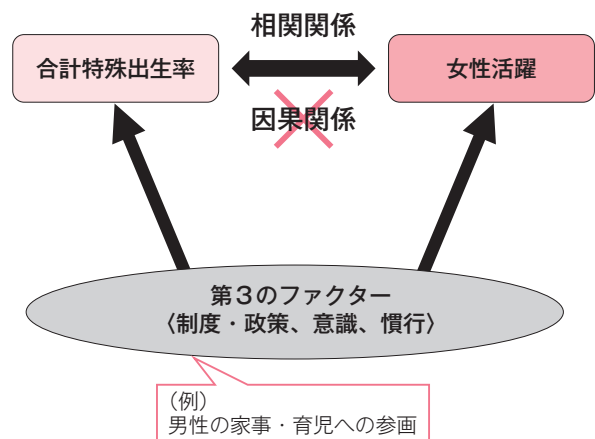 相関関係
合計特殊出生率
女性活躍
因果関係
第3のファクター
〈制度・政策、意識、慣行〉
(例)
男性の家事・育児への参画